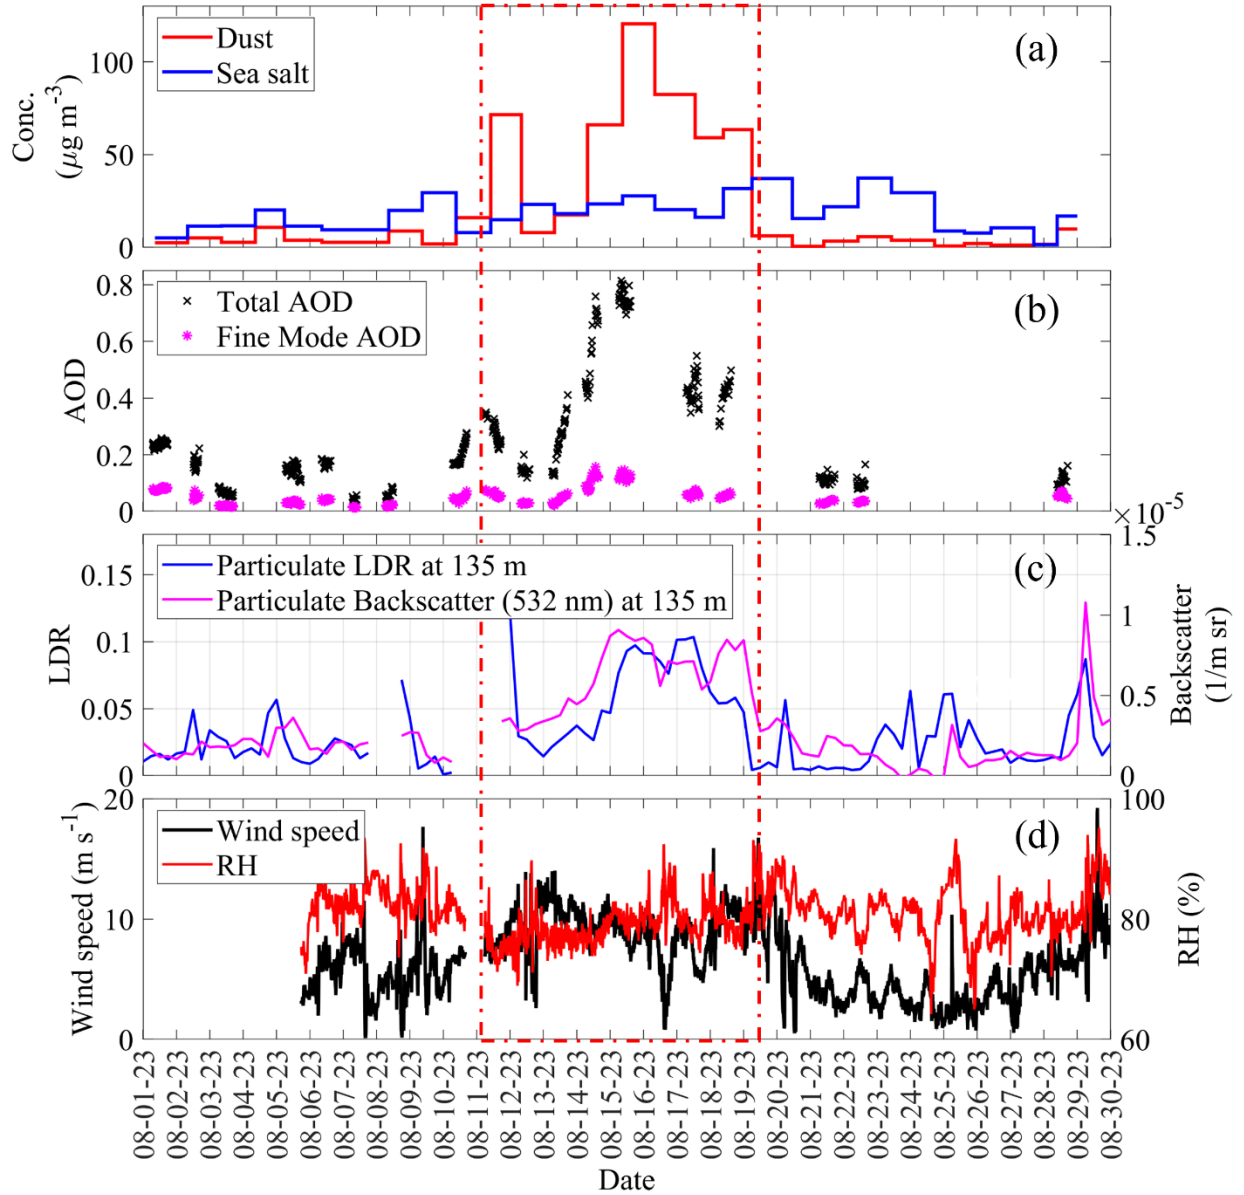 Dust
Sea salt
(a)
100
50
0
Conc.
(μg m⁻³)
Total AOD
Fine Mode AOD
(b)
0.8
0.6
0.4
0.2
0
AOD
×10⁻⁵
Particulate LDR at 135 m
Particulate Backscatter (532 nm) at 135 m
(c)
0.15
0.1
0.05
0
LDR
1.5
1
0.5
0
Backscatter
(1/m sr)
Wind speed
RH
(d)
20
10
0
Wind speed (m s⁻¹)
100
80
60
RH (%)
08-01-23
08-02-23
08-03-23
08-04-23
08-05-23
08-06-23
08-07-23
08-08-23
08-09-23
08-10-23
08-11-23
08-12-23
08-13-23
08-14-23
08-15-23
08-16-23
08-17-23
08-18-23
08-19-23
08-20-23
08-21-23
08-22-23
08-23-23
08-24-23
08-25-23
08-26-23
08-27-23
08-28-23
08-29-23
08-30-23
Date